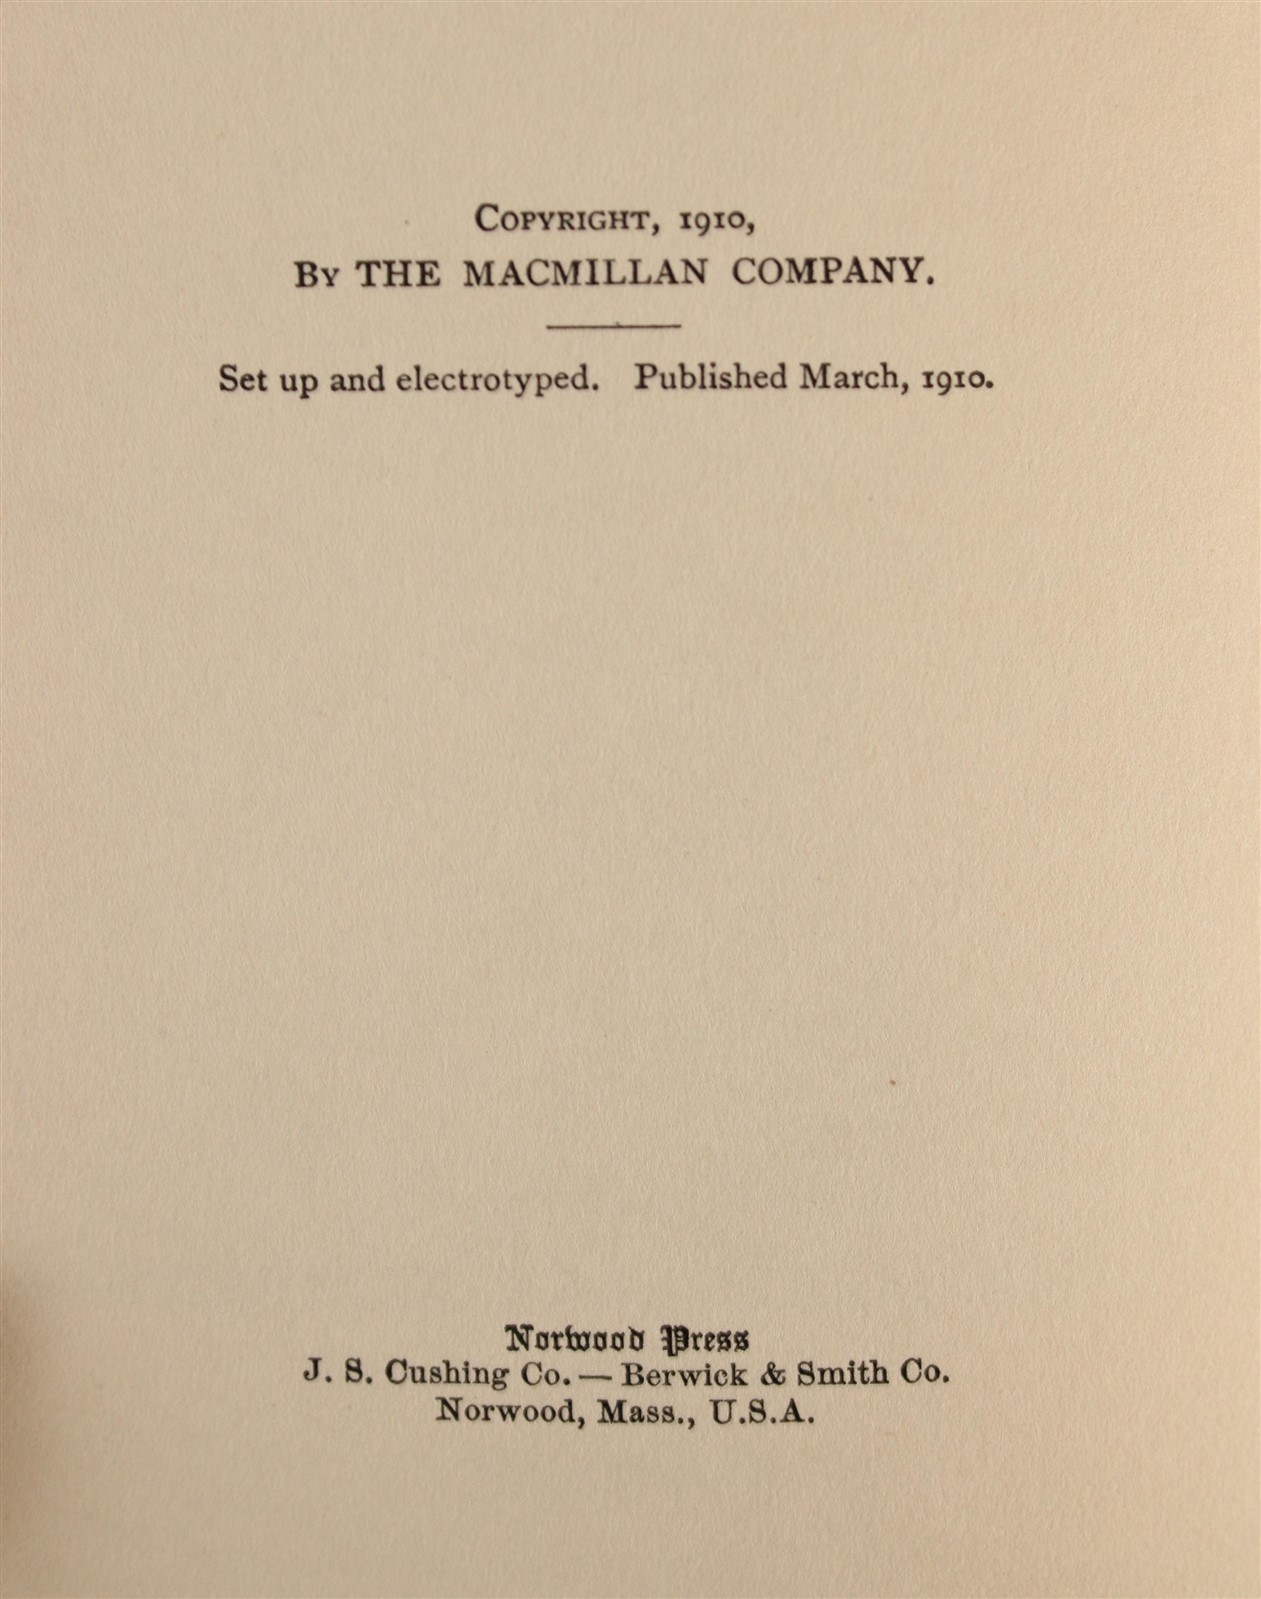 COPYRIGHT, 1910,
BY THE MACMILLAN COMPANY.
Set up and electrotyped. Published March, 1910.
Norwood Press
J. S. Cushing Co. — Berwick & Smith Co.
Norwood, Mass., U.S.A.